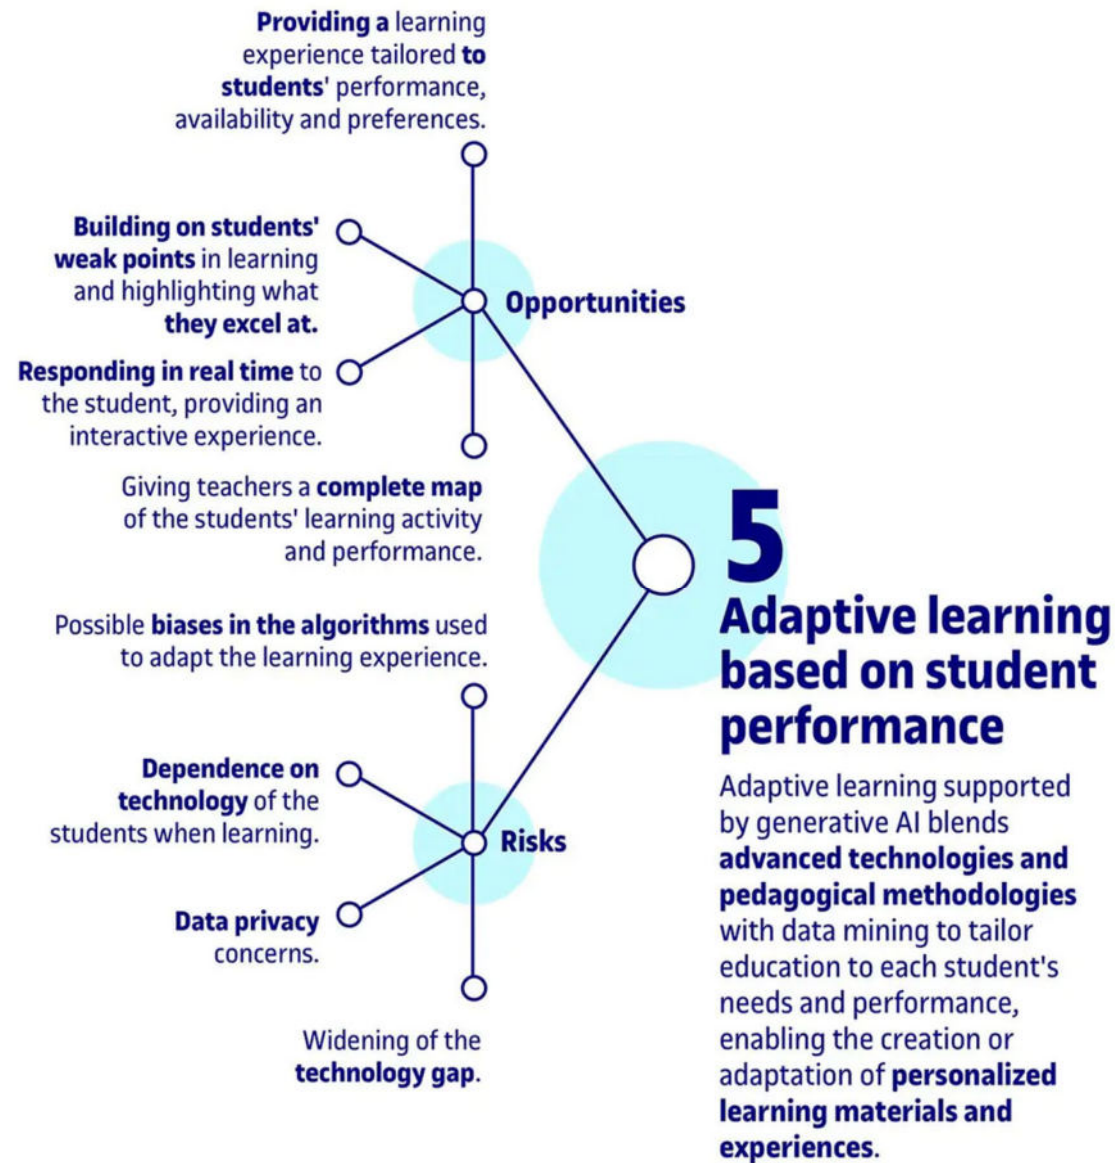 Providing a learning
experience tailored to
students' performance,
availability and preferences.
Building on students'
weak points in learning
and highlighting what
they excel at.
Opportunities
Responding in real time to
the student, providing an
interactive experience.
Giving teachers a complete map
of the students' learning activity
and performance.
5
Adaptive learning
based on student
performance
Adaptive learning supported
by generative AI blends
advanced technologies and
pedagogical methodologies
with data mining to tailor
education to each student's
needs and performance,
enabling the creation or
adaptation of personalized
learning materials and
experiences.
Possible biases in the algorithms used
to adapt the learning experience.
Dependence on
technology of the
students when learning.
Risks
Data privacy
concerns.
Widening of the
technology gap.